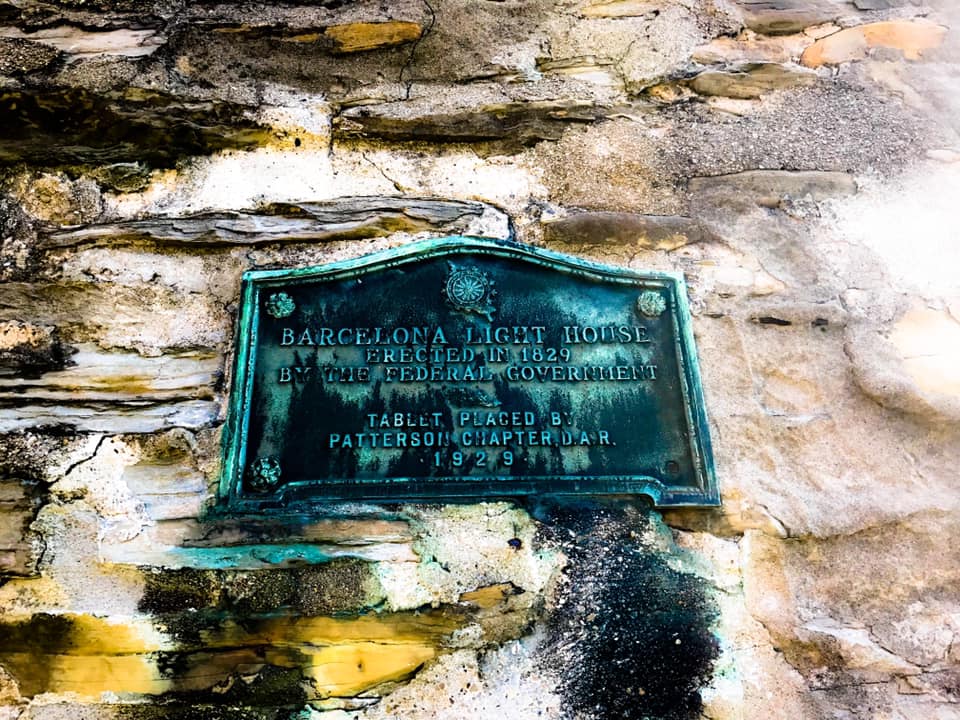 BARCELONA LIGHT HOUSE
ERECTED IN 1829
BY THE FEDERAL GOVERNMENT
TABLET PLACED BY
PATTERSON CHAPTER, D.A.R.
· 1929 ·